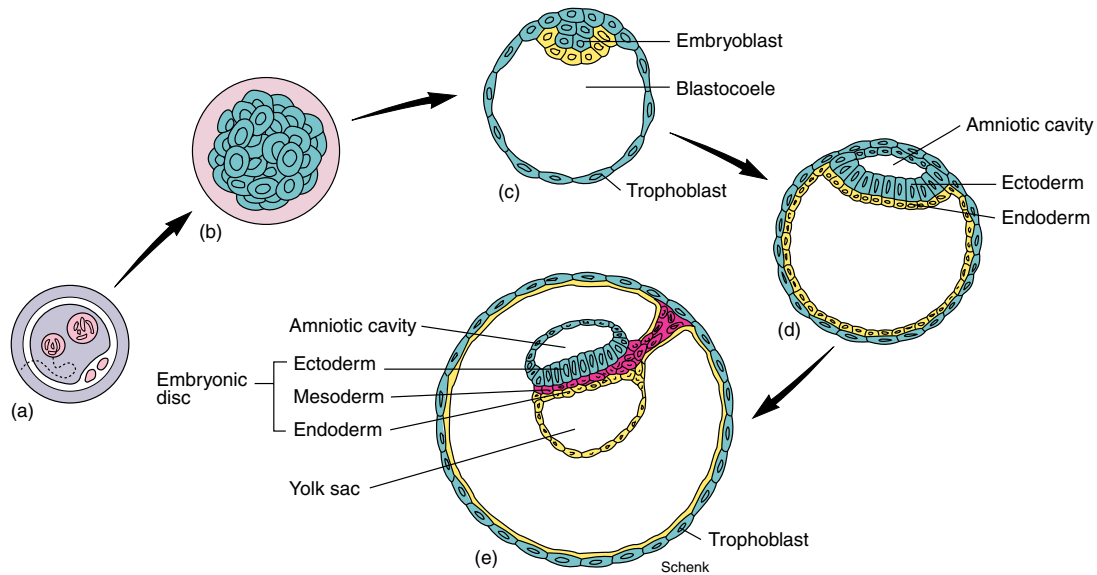 Embryoblast
Blastocoele
Trophoblast
(c)
(b)
(a)
Amniotic cavity
Ectoderm
Endoderm
(d)
Amniotic cavity
Embryonic
disc
Ectoderm
Mesoderm
Endoderm
Yolk sac
(e)
Trophoblast
Schenk